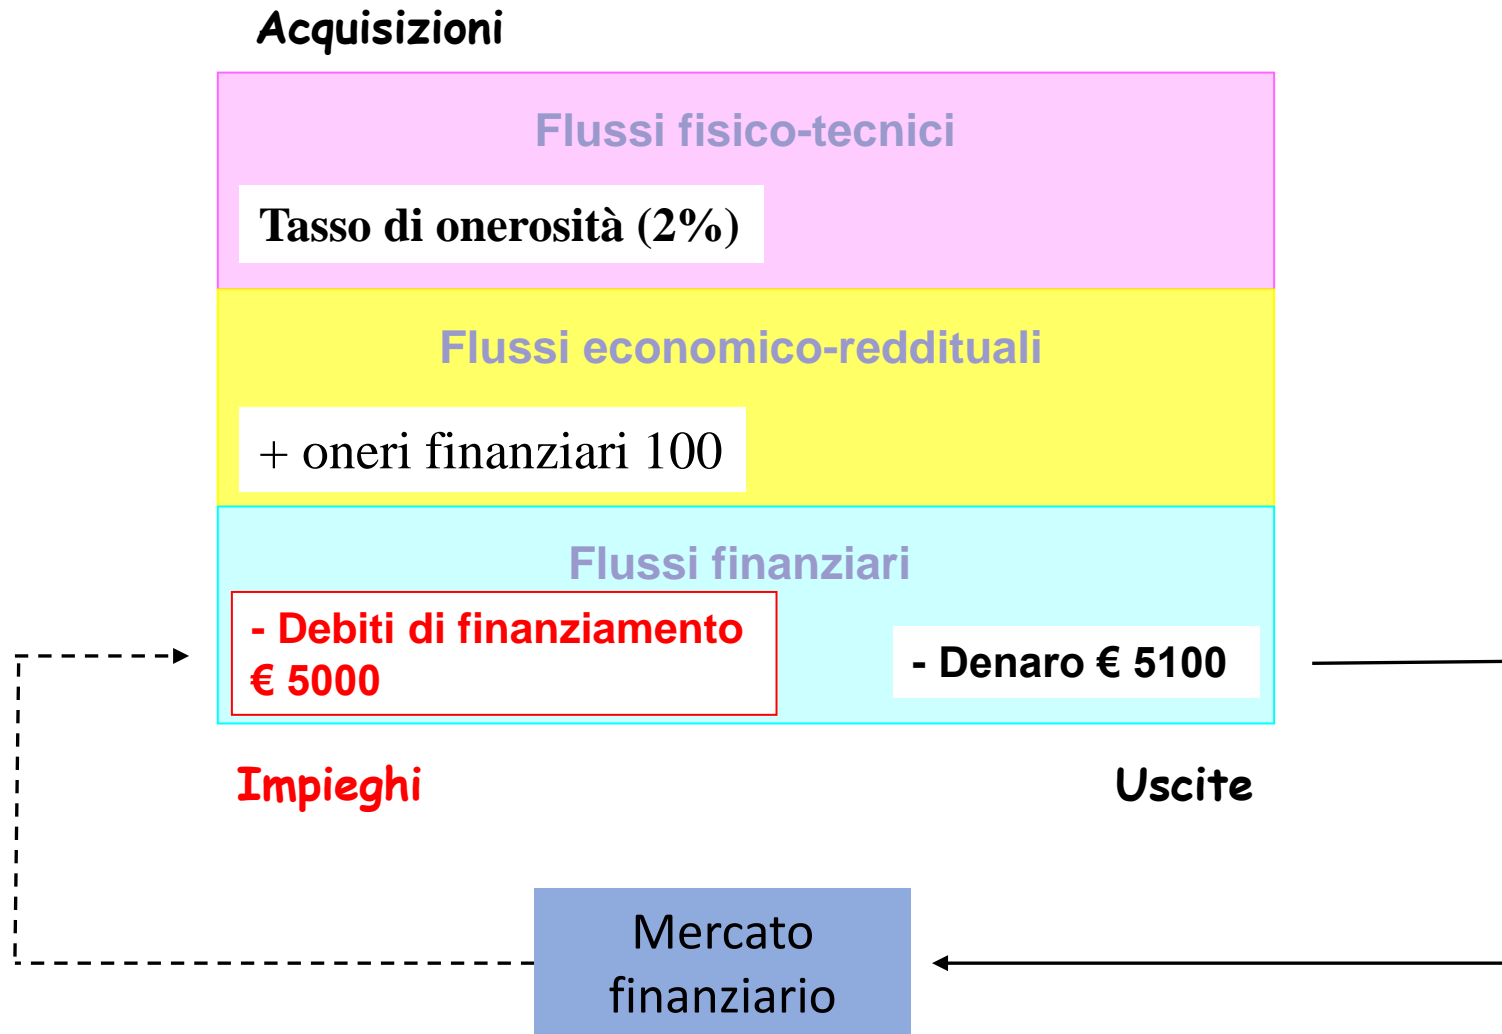 Acquisizioni
Flussi fisico-tecnici
Tasso di onerosità (2%)
Flussi economico-reddituali
+ oneri finanziari 100
Flussi finanziari
- Debiti di finanziamento
€ 5000
- Denaro € 5100
Impieghi
Uscite
Mercato
finanziario